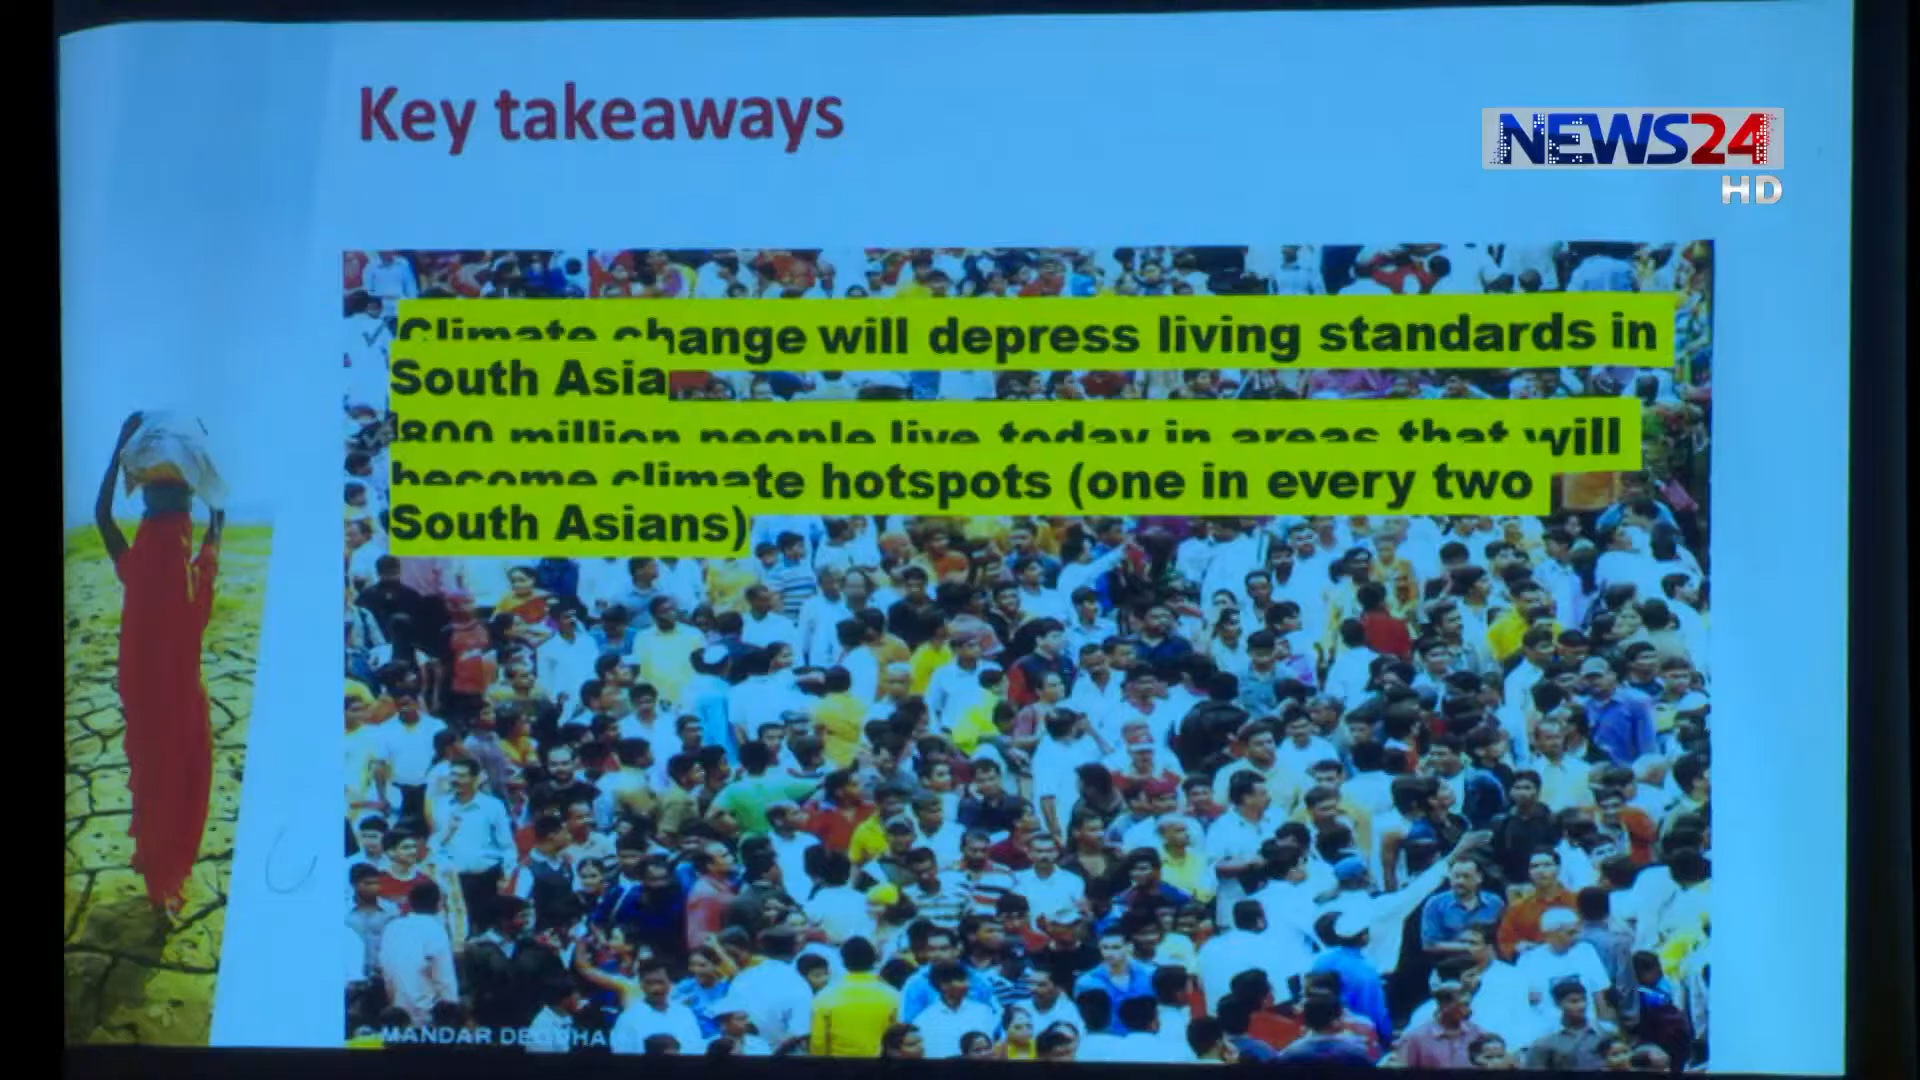 Key takeaways
NEWS24
HD
Climate change will depress living standards in
South Asia
800 million people live today in areas that will
become climate hotspots (one in every two
South Asians)
© MANDAR DEODHAR